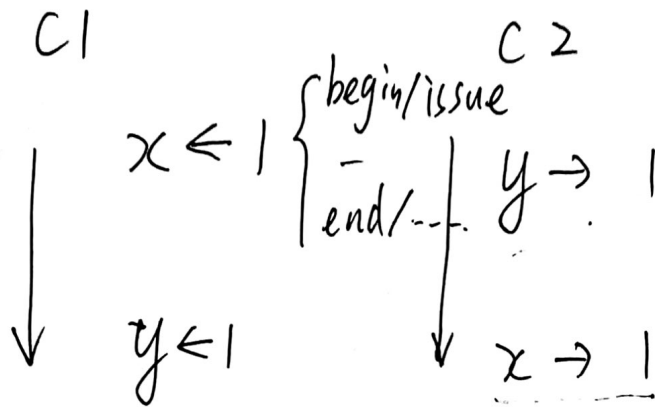 C1
C2
x ← 1 { begin/issue
-
end/----.
y → 1
y ← 1
x → 1